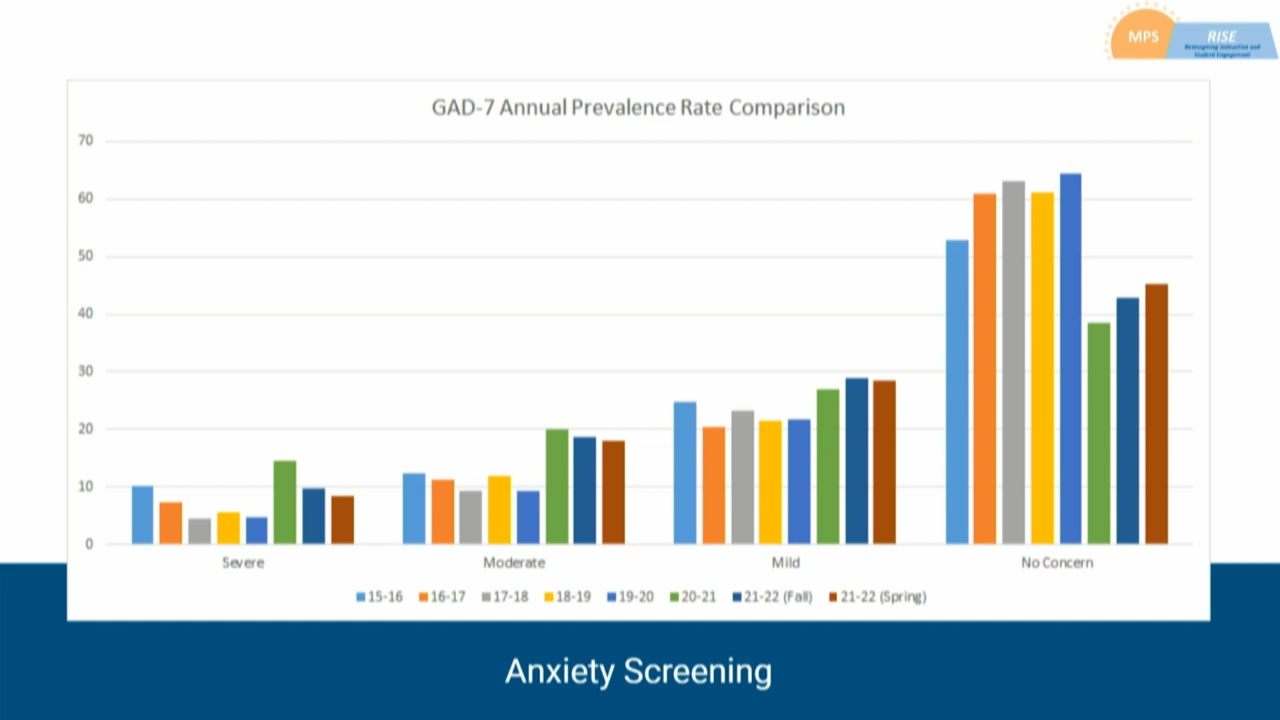 MPS
RISE
Reimagining Instruction and
Student Engagement
GAD-7 Annual Prevalence Rate Comparison
70
60
50
40
30
20
10
0
Severe Moderate Mild No Concern
15-16 16-17 17-18 18-19 19-20 20-21 21-22 (Fall) 21-22 (Spring)
Anxiety Screening